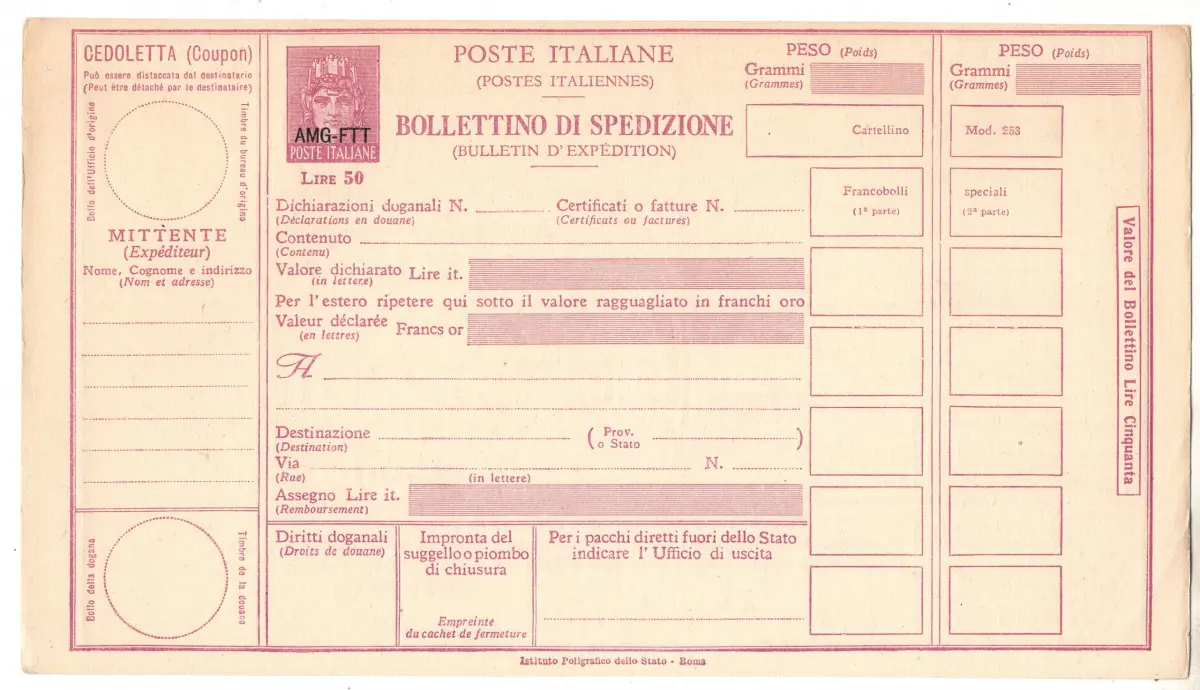 CEDOLETTA (Coupon)
Può essere distaccata dal destinatario
(Peut être détaché par le destinataire)
Bollo dell'Ufficio d'origine
Timbre du bureau d'origine
MITTENTE
(Expéditeur)
Nome, Cognome e indirizzo
(Nom et adresse)
Bollo della dogana
Timbre de la douane
AMG-FTT
POSTE ITALIANE
LIRE 50
POSTE ITALIANE
(POSTES ITALIENNES)
BOLLETTINO DI SPEDIZIONE
(BULLETIN D'EXPÉDITION)
Dichiarazioni doganali N. Certificati o fatture N.
(Déclarations en douane) (Certificats ou factures)
Contenuto
(Contenu)
Valore dichiarato Lire it.
(in lettere)
Per l'estero ripetere qui sotto il valore ragguagliato in franchi oro
Valeur déclarée Francs or
(en lettres)
A
Destinazione (Prov. o Stato )
(Destination)
Via N.
(Rue) (in lettere)
Assegno Lire it.
(Remboursement)
Diritti doganali
(Droits de douane)
Impronta del
suggello o piombo
di chiusura
Empreinte
du cachet de fermeture
Per i pacchi diretti fuori dello Stato
indicare l'Ufficio di uscita
PESO (Poids)
Grammi
(Grammes)
Cartellino
Francobolli
(1ª parte)
PESO (Poids)
Grammi
(Grammes)
Mod. 253
speciali
(2ª parte)
Valore del Bollettino Lire Cinquanta
Istituto Poligrafico dello Stato - Roma